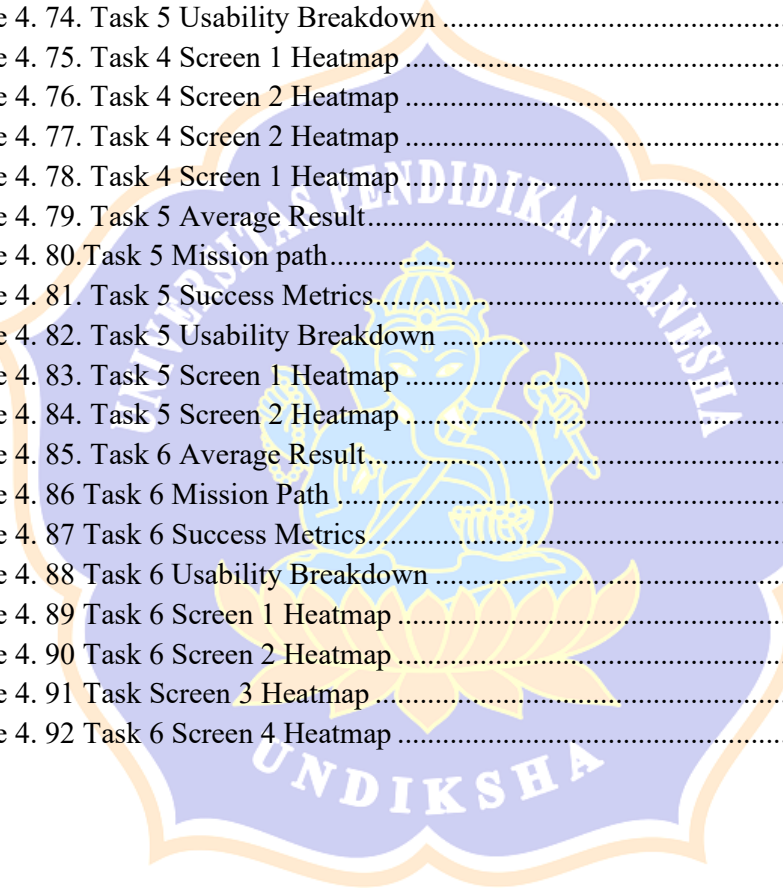 e 4. 74. Task 5 Usability Breakdown ................................................
e 4. 75. Task 4 Screen 1 Heatmap ......................................................
e 4. 76. Task 4 Screen 2 Heatmap ......................................................
e 4. 77. Task 4 Screen 2 Heatmap ......................................................
e 4. 78. Task 4 Screen 1 Heatmap ......................................................
e 4. 79. Task 5 Average Result............................................................
e 4. 80.Task 5 Mission path..................................................................
e 4. 81. Task 5 Success Metrics...........................................................
e 4. 82. Task 5 Usability Breakdown .................................................
e 4. 83. Task 5 Screen 1 Heatmap ......................................................
e 4. 84. Task 5 Screen 2 Heatmap ......................................................
e 4. 85. Task 6 Average Result............................................................
e 4. 86 Task 6 Mission Path .................................................................
e 4. 87 Task 6 Success Metrics............................................................
e 4. 88 Task 6 Usability Breakdown ..................................................
e 4. 89 Task 6 Screen 1 Heatmap .......................................................
e 4. 90 Task 6 Screen 2 Heatmap .......................................................
e 4. 91 Task Screen 3 Heatmap ...........................................................
e 4. 92 Task 6 Screen 4 Heatmap .......................................................
UNIVERSITAS PENDIDIKAN GANESHA
UNDIKSHA